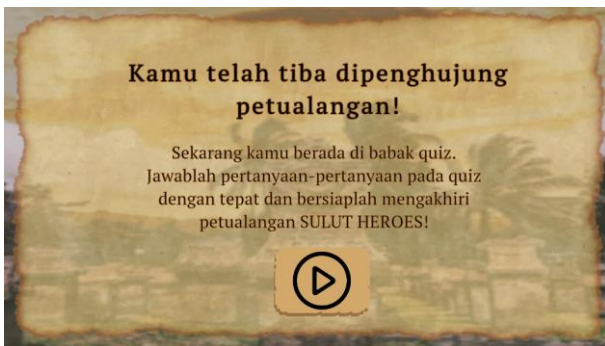 Kamu telah tiba dipenghujung
petualangan!
Sekarang kamu berada di babak quiz.
Jawablah pertanyaan-pertanyaan pada quiz
dengan tepat dan bersiaplah mengakhiri
petualangan SULUT HEROES!